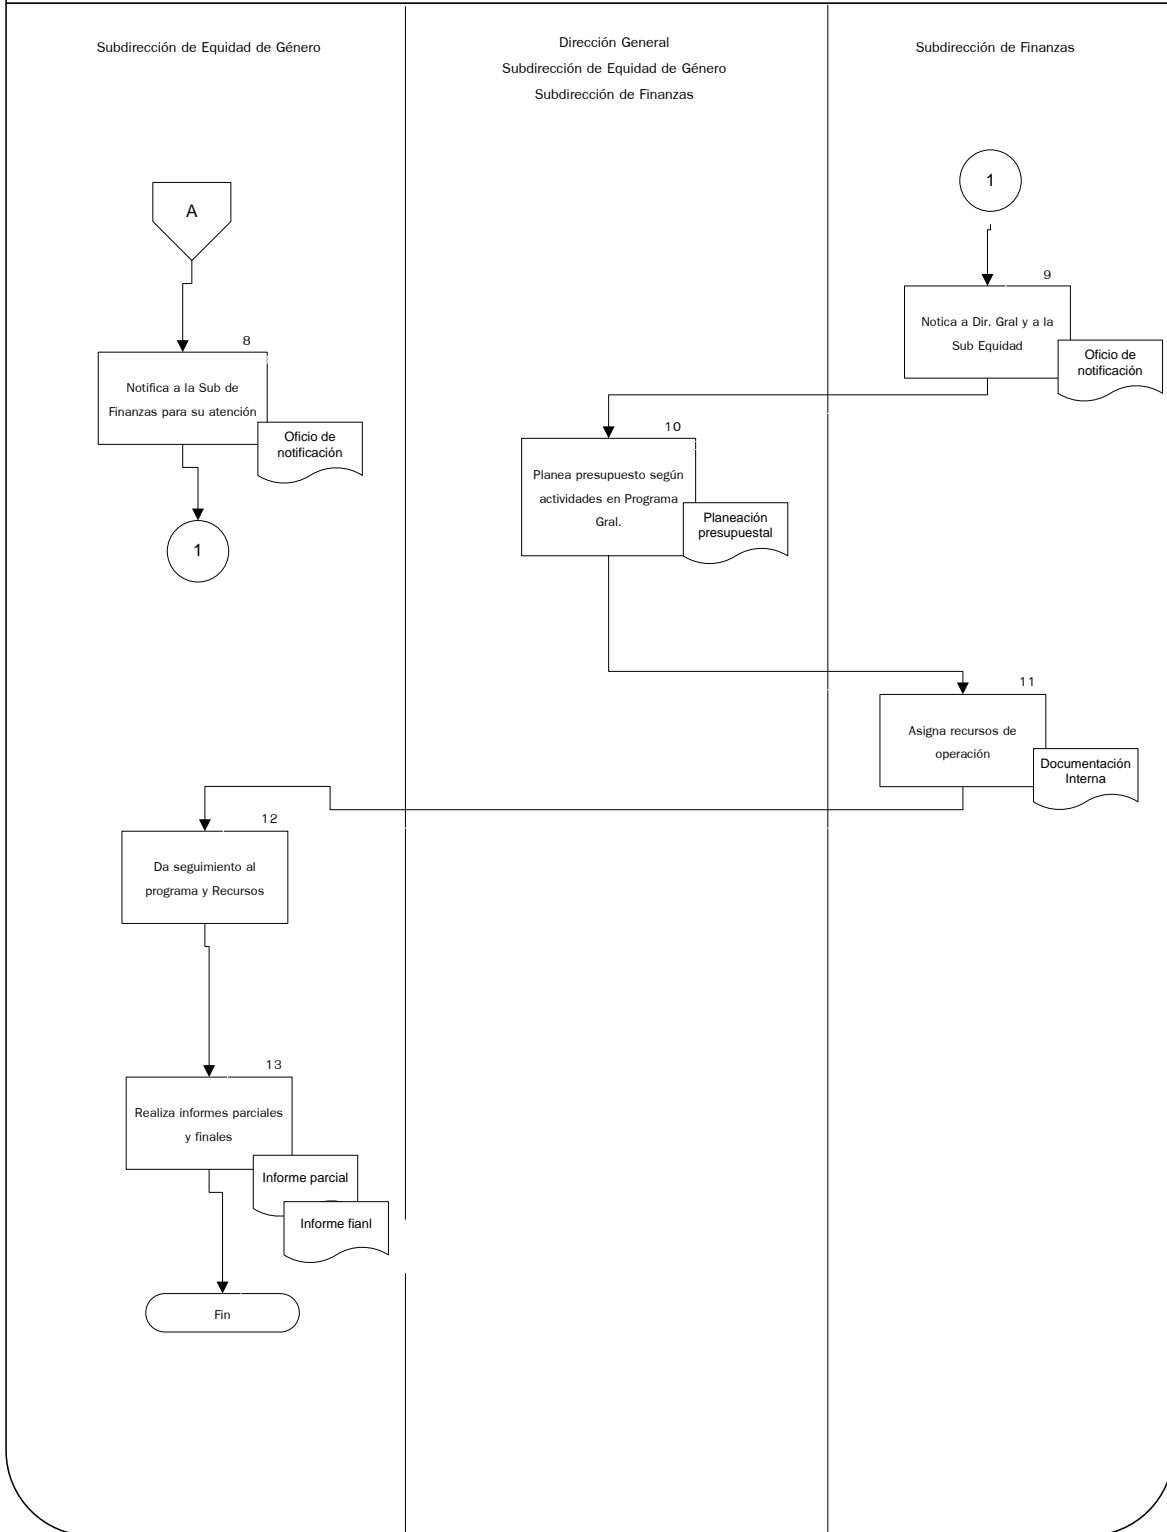 Subdirección de Equidad de Género
Dirección General
Subdirección de Equidad de Género
Subdirección de Finanzas
Subdirección de Finanzas
A
1
9
Notica a Dir. Gral y a la
Sub Equidad
Oficio de
notificación
8
Notifica a la Sub de
Finanzas para su atención
Oficio de
notificación
1
10
Planea presupuesto según
actividades en Programa
Gral.
Planeación
presupuestal
11
Asigna recursos de
operación
Documentación
Interna
12
Da seguimiento al
programa y Recursos
13
Realiza informes parciales
y finales
Informe parcial
Informe fianl
Fin